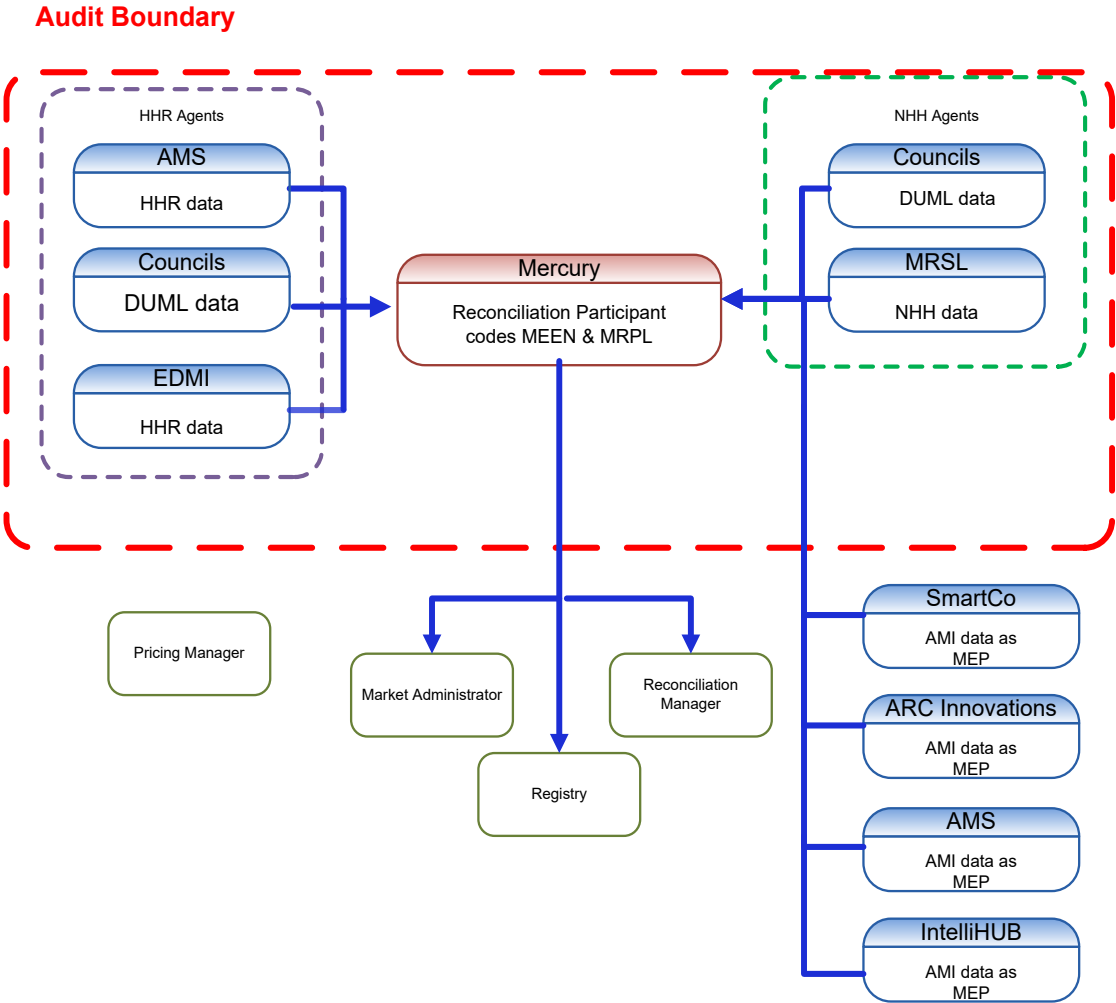 Audit Boundary
HHR Agents
AMS
HHR data
Councils
DUML data
EDMI
HHR data
Mercury
Reconciliation Participant
codes MEEN & MRPL
NHH Agents
Councils
DUML data
MRSL
NHH data
Pricing Manager
Market Administrator
Reconciliation
Manager
Registry
SmartCo
AMI data as
MEP
ARC Innovations
AMI data as
MEP
AMS
AMI data as
MEP
IntelliHUB
AMI data as
MEP